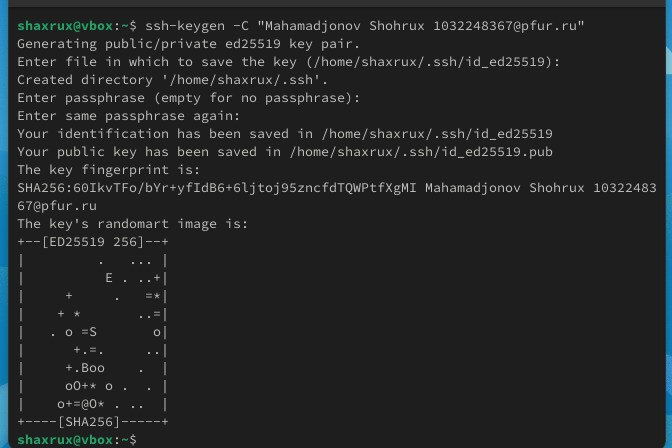 shaxrux@vbox:~$ ssh-keygen -C "Mahamadjonov Shohrux 1032248367@pfur.ru"
Generating public/private ed25519 key pair.
Enter file in which to save the key (/home/shaxrux/.ssh/id_ed25519):
Created directory '/home/shaxrux/.ssh'.
Enter passphrase (empty for no passphrase):
Enter same passphrase again:
Your identification has been saved in /home/shaxrux/.ssh/id_ed25519
Your public key has been saved in /home/shaxrux/.ssh/id_ed25519.pub
The key fingerprint is:
SHA256:60IkvTFo/bYr+yfIdB6+6ljtoj95zncfdTQWPtfXgMI Mahamadjonov Shohrux 10322483
67@pfur.ru
The key's randomart image is:
+--[ED25519 256]--+
|         .   ... |
|          E . ..+|
|     +     .   =*|
|    + *       ..=|
|   . o =S       o|
|      +.=.     ..|
|     +.Boo    .  |
|     oO+* o .  . |
|    o+=@O* . ..  |
+----[SHA256]-----+
shaxrux@vbox:~$